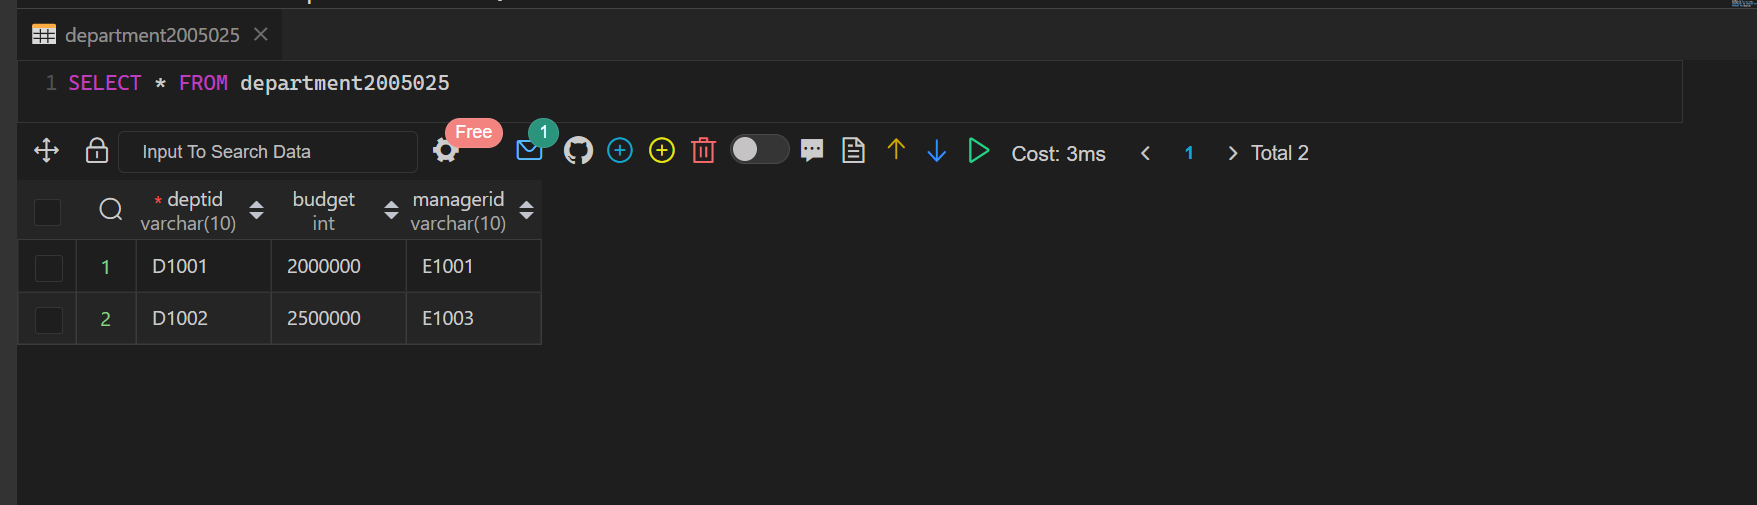 department2005025
1 SELECT * FROM department2005025
Input To Search Data
Free
1
Cost: 3ms
1
Total 2
* deptid budget managerid
varchar(10) int varchar(10)
1 D1001 2000000 E1001
2 D1002 2500000 E1003